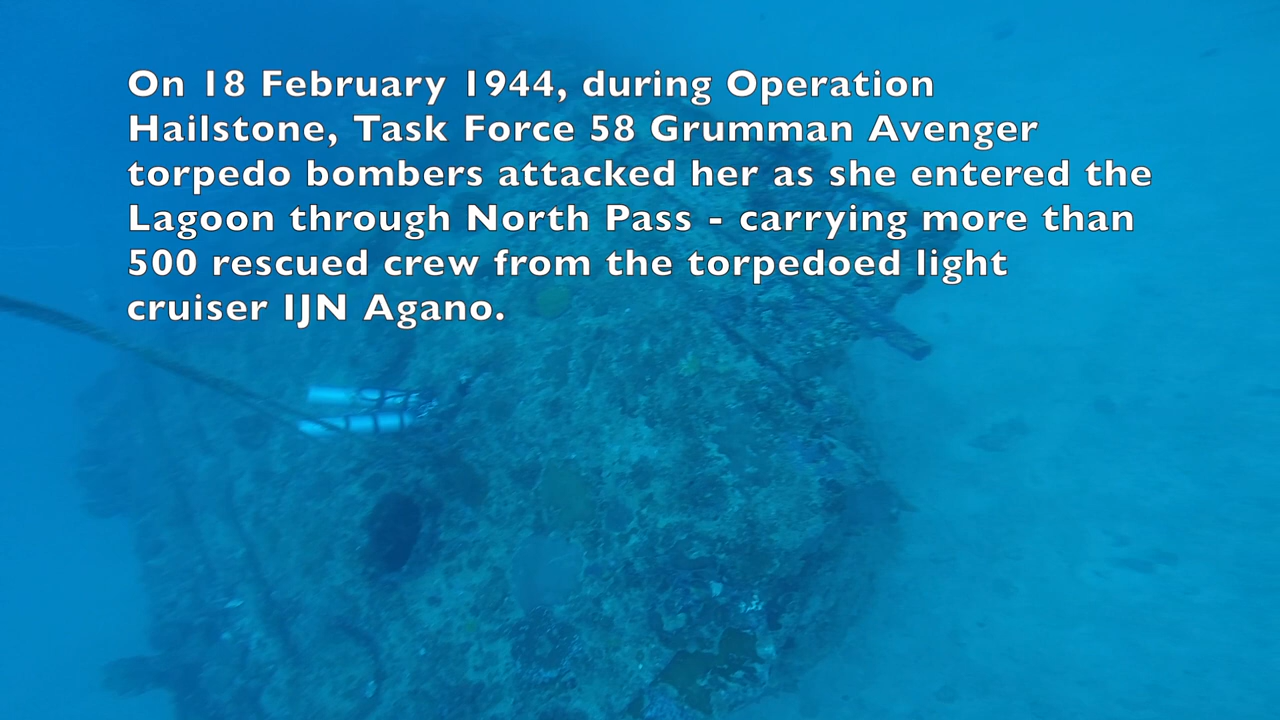 On 18 February 1944, during Operation
Hailstone, Task Force 58 Grumman Avenger
torpedo bombers attacked her as she entered the
Lagoon through North Pass - carrying more than
500 rescued crew from the torpedoed light
cruiser IJN Agano.